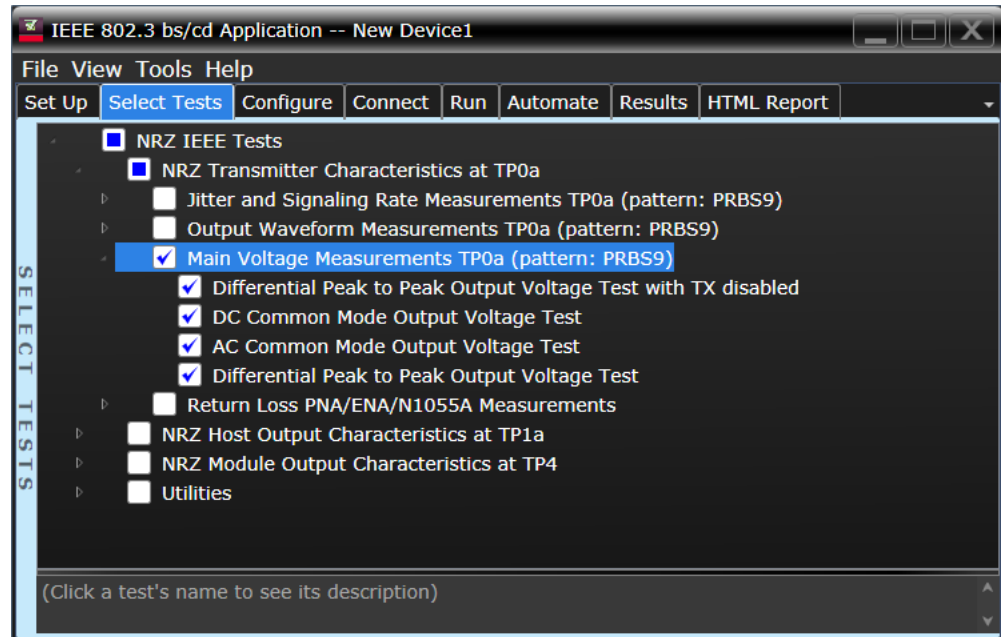 IEEE 802.3 bs/cd Application -- New Device1
File View Tools Help
Set Up Select Tests Configure Connect Run Automate Results HTML Report
NRZ IEEE Tests
NRZ Transmitter Characteristics at TP0a
Jitter and Signaling Rate Measurements TP0a (pattern: PRBS9)
Output Waveform Measurements TP0a (pattern: PRBS9)
Main Voltage Measurements TP0a (pattern: PRBS9)
Differential Peak to Peak Output Voltage Test with TX disabled
DC Common Mode Output Voltage Test
AC Common Mode Output Voltage Test
Differential Peak to Peak Output Voltage Test
Return Loss PNA/ENA/N1055A Measurements
NRZ Host Output Characteristics at TP1a
NRZ Module Output Characteristics at TP4
Utilities
SELECT TESTS
(Click a test's name to see its description)